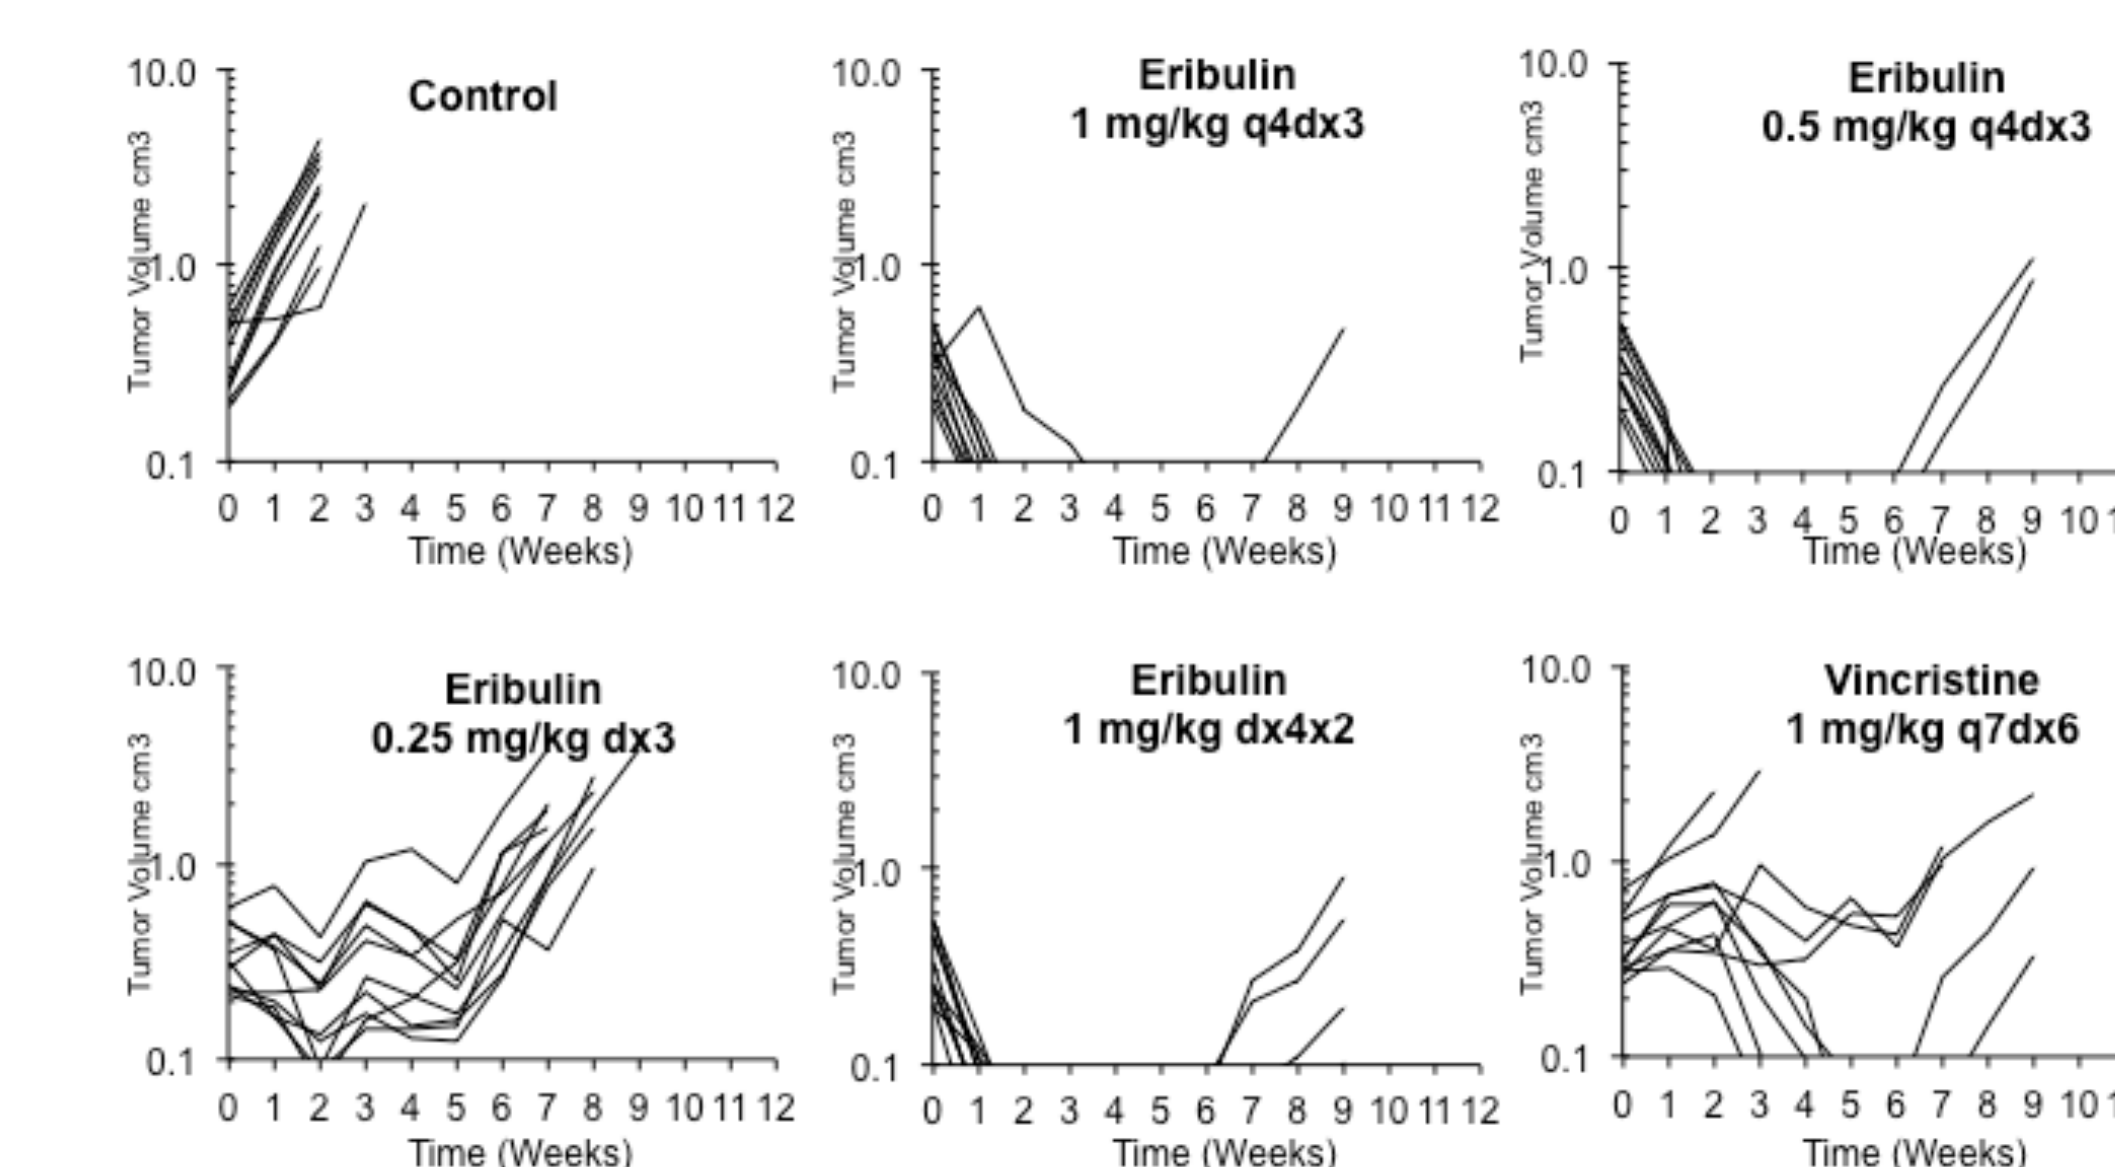 Control
10.0
1.0
0.1
Tumor Volume cm3
0 1 2 3 4 5 6 7 8 9 10 11 12
Time (Weeks)
Eribulin
1 mg/kg q4dx3
10.0
1.0
0.1
Tumor Volume cm3
0 1 2 3 4 5 6 7 8 9 10 11 12
Time (Weeks)
Eribulin
0.5 mg/kg q4dx3
10.0
1.0
0.1
Tumor Volume cm3
0 1 2 3 4 5 6 7 8 9 10 1
Time (Weeks)
Eribulin
0.25 mg/kg dx3
10.0
1.0
0.1
Tumor Volume cm3
0 1 2 3 4 5 6 7 8 9 10 11 12
Time (Weeks)
Eribulin
1 mg/kg dx4x2
10.0
1.0
0.1
Tumor Volume cm3
0 1 2 3 4 5 6 7 8 9 10 11 12
Time (Weeks)
Vincristine
1 mg/kg q7dx6
10.0
1.0
0.1
Tumor Volume cm3
0 1 2 3 4 5 6 7 8 9 10 1
Time (Weeks)